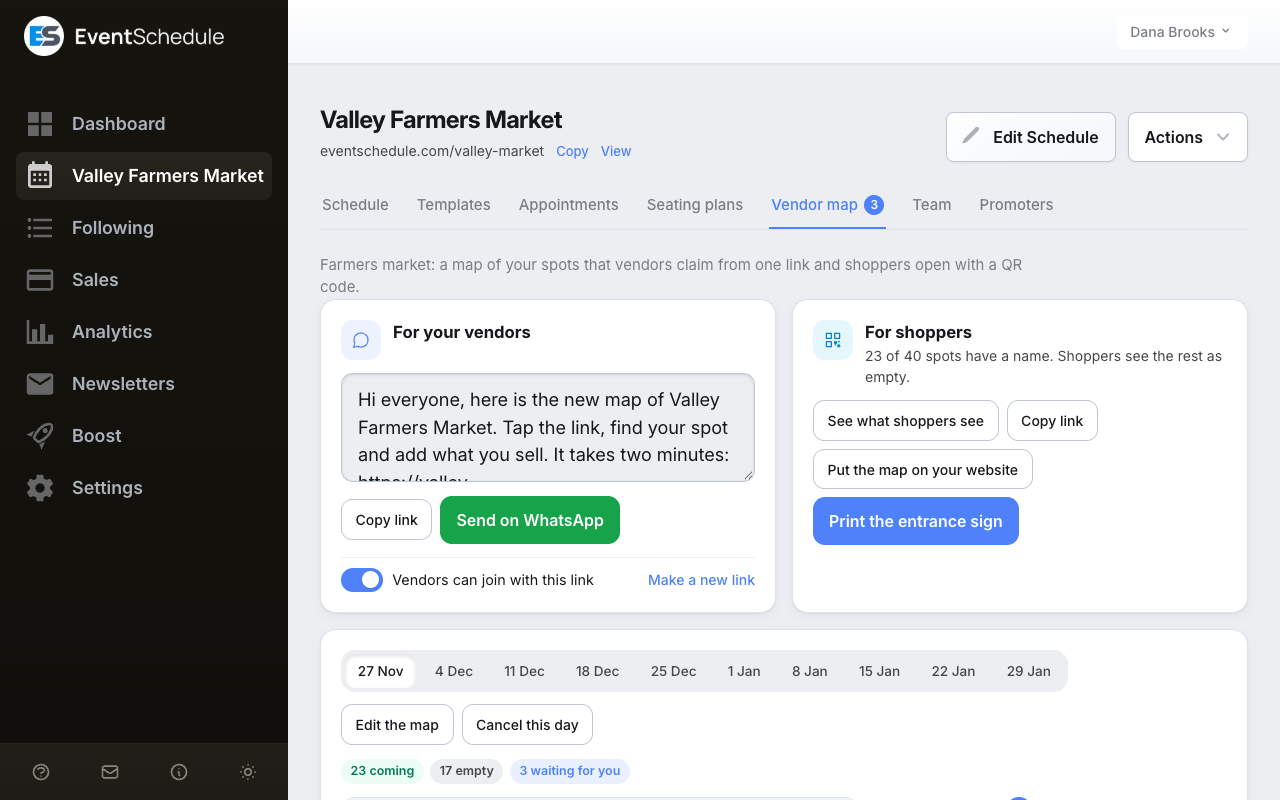 ES EventSchedule
Dana Brooks
Dashboard
Valley Farmers Market
Following
Sales
Analytics
Newsletters
Boost
Settings
Valley Farmers Market
eventschedule.com/valley-market Copy View
Edit Schedule
Actions
Schedule Templates Appointments Seating plans Vendor map 3 Team Promoters
Farmers market: a map of your spots that vendors claim from one link and shoppers open with a QR
code.
For your vendors
Hi everyone, here is the new map of Valley
Farmers Market. Tap the link, find your spot
and add what you sell. It takes two minutes:
https://valley
Copy link
Send on WhatsApp
Vendors can join with this link
Make a new link
For shoppers
23 of 40 spots have a name. Shoppers see the rest as
empty.
See what shoppers see
Copy link
Put the map on your website
Print the entrance sign
27 Nov 4 Dec 11 Dec 18 Dec 25 Dec 1 Jan 8 Jan 15 Jan 22 Jan 29 Jan
Edit the map
Cancel this day
23 coming
17 empty
3 waiting for you